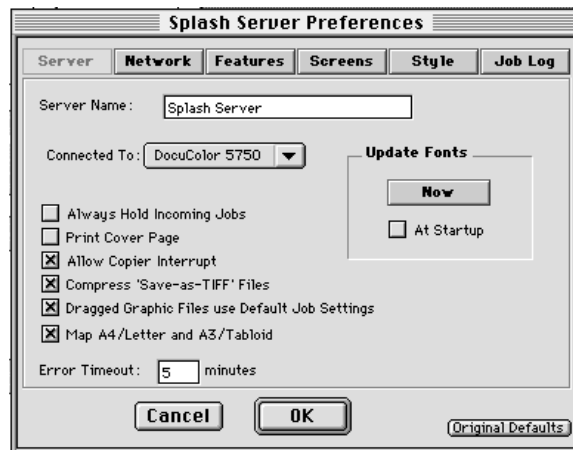 Splash Server Preferences
Server Network Features Screens Style Job Log
Server Name: Splash Server
Connected To: DocuColor 5750
Update Fonts
Now
At Startup
Always Hold Incoming Jobs
Print Cover Page
Allow Copier Interrupt
Compress 'Save-as-TIFF' Files
Dragged Graphic Files use Default Job Settings
Map A4/Letter and A3/Tabloid
Error Timeout: 5 minutes
Cancel OK
Original Defaults